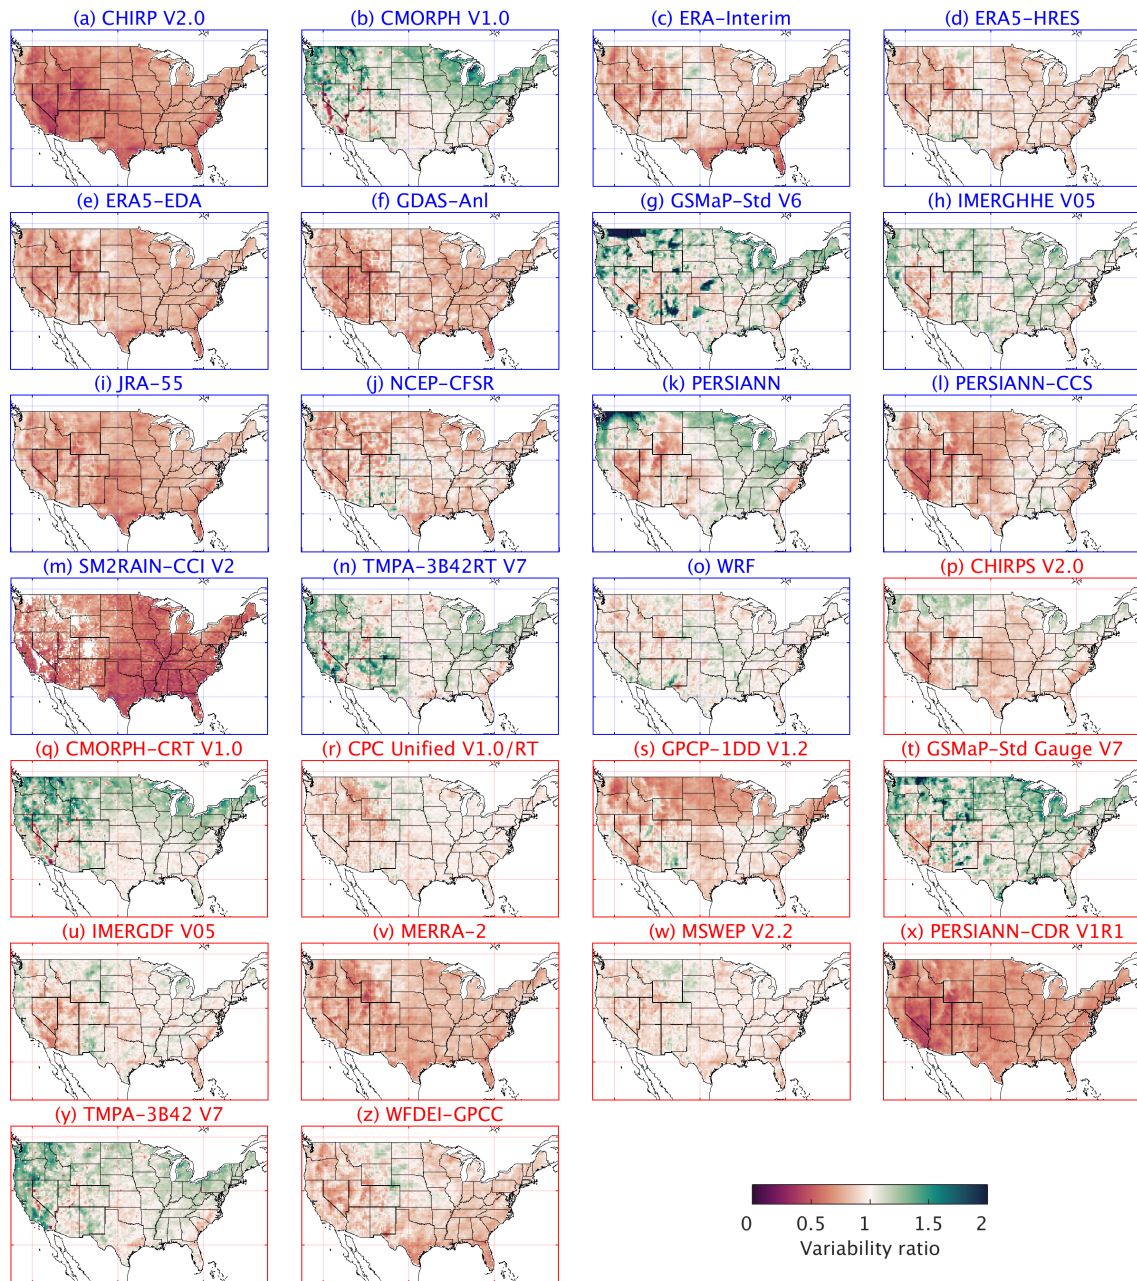 (a) CHIRP V2.0
(b) CMORPH V1.0
(c) ERA-Interim
(d) ERA5-HRES
(e) ERA5-EDA
(f) GDAS-Anl
(g) GSMaP-Std V6
(h) IMERGHHE V05
(i) JRA-55
(j) NCEP-CFSR
(k) PERSIANN
(l) PERSIANN-CCS
(m) SM2RAIN-CCI V2
(n) TMPA-3B42RT V7
(o) WRF
(p) CHIRPS V2.0
(q) CMORPH-CRT V1.0
(r) CPC Unified V1.0/RT
(s) GPCP-1DD V1.2
(t) GSMaP-Std Gauge V7
(u) IMERGDF V05
(v) MERRA-2
(w) MSWEP V2.2
(x) PERSIANN-CDR V1R1
(y) TMPA-3B42 V7
(z) WFDEI-GPCC
0 0.5 1 1.5 2
Variability ratio